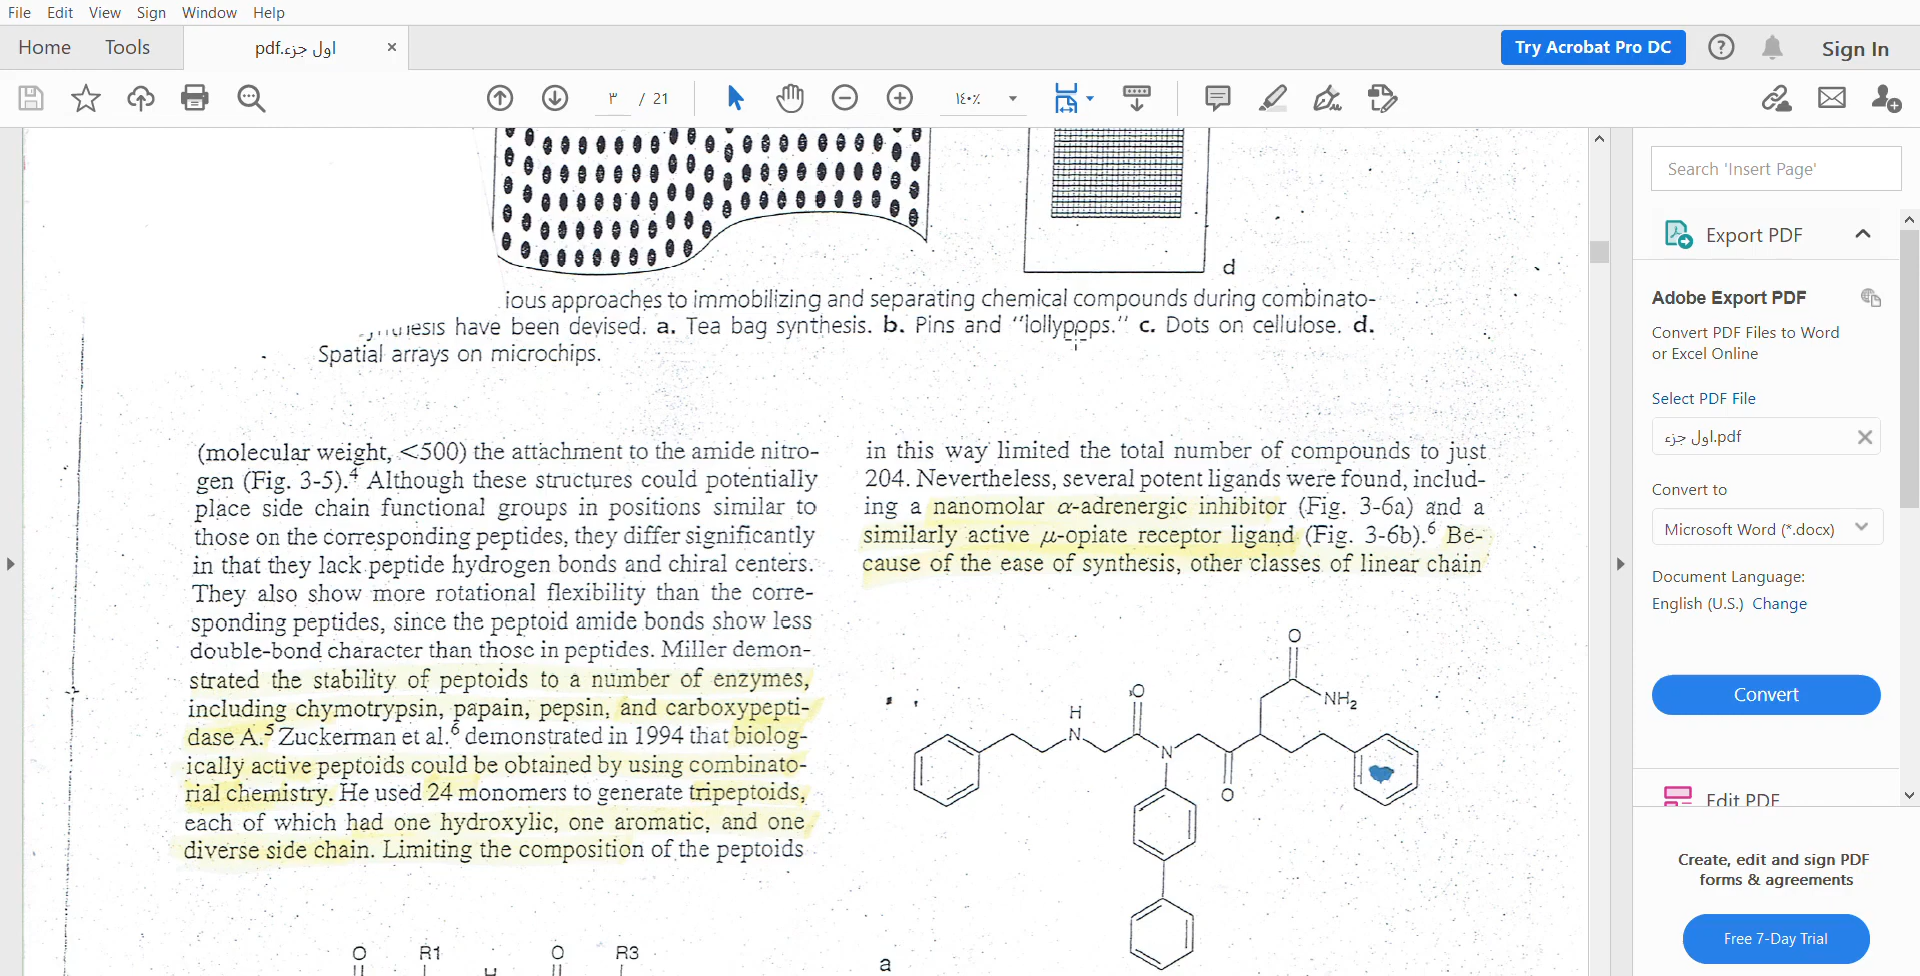 File Edit View Sign Window Help
Home Tools اول جزء.pdf × Try Acrobat Pro DC Sign In
٣ / 21 ١٤٠٪
d
ious approaches to immobilizing and separating chemical compounds during combinato-
thesis have been devised. a. Tea bag synthesis. b. Pins and "lollypops." c. Dots on cellulose. d.
Spatial arrays on microchips.
(molecular weight, <500) the attachment to the amide nitro-
gen (Fig. 3-5).4 Although these structures could potentially
place side chain functional groups in positions similar to
those on the corresponding peptides, they differ significantly
in that they lack peptide hydrogen bonds and chiral centers.
They also show more rotational flexibility than the corre-
sponding peptides, since the peptoid amide bonds show less
double-bond character than those in peptides. Miller demon-
strated the stability of peptoids to a number of enzymes,
including chymotrypsin, papain, pepsin, and carboxypepti-
dase A.5 Zuckerman et al.6 demonstrated in 1994 that biolog-
ically active peptoids could be obtained by using combinato-
rial chemistry. He used 24 monomers to generate tripeptoids,
each of which had one hydroxylic, one aromatic, and one
diverse side chain. Limiting the composition of the peptoids
O R1 H O R3
in this way limited the total number of compounds to just
204. Nevertheless, several potent ligands were found, includ-
ing a nanomolar α-adrenergic inhibitor (Fig. 3-6a) and a
similarly active μ-opiate receptor ligand (Fig. 3-6b).6 Be-
cause of the ease of synthesis, other classes of linear chain
O
O NH2
H
N
N
O
a
Search 'Insert Page'
Export PDF
Adobe Export PDF
Convert PDF Files to Word
or Excel Online
Select PDF File
اول جزء.pdf
Convert to
Microsoft Word (*.docx)
Document Language:
English (U.S.) Change
Convert
Edit PDF
Create, edit and sign PDF
forms & agreements
Free 7-Day Trial